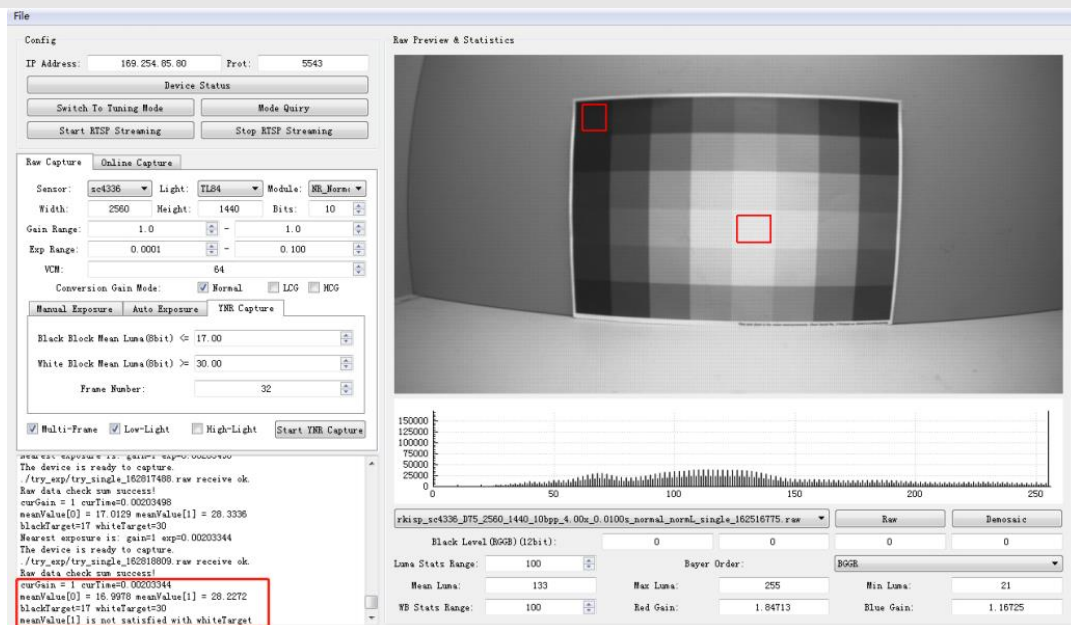 File
Config
IP Address: 169.254.85.80 Prot: 5543
Device Status
Switch To Tuning Mode Mode Quiry
Start RTSP Streaming Stop RTSP Streaming
Raw Capture Online Capture
Sensor: sc4336 Light: TL84 Module: NR_Norma
Width: 2560 Height: 1440 Bits: 10
Gain Range: 1.0 - 1.0
Exp Range: 0.0001 - 0.100
VCM: 64
Conversion Gain Mode: Normal LCG HCG
Manual Exposure Auto Exposure YNR Capture
Black Block Mean Luma(8bit) <= 17.00
White Block Mean Luma(8bit) >= 30.00
Frame Number: 32
Multi-Frame Low-Light High-Light Start YNR Capture
Nearest exposure is: gain=1 exp=0.00203498
The device is ready to capture.
./try_exp/try_single_162817488.raw receive ok.
Raw data check sum success!
curGain = 1 curTime=0.00203498
meanValue[0] = 17.0129 meanValue[1] = 28.3336
blackTarget=17 whiteTarget=30
Nearest exposure is: gain=1 exp=0.00203344
The device is ready to capture.
./try_exp/try_single_162818809.raw receive ok.
Raw data check sum success!
curGain = 1 curTime=0.00203344
meanValue[0] = 16.9978 meanValue[1] = 28.2272
blackTarget=17 whiteTarget=30
meanValue[1] is not satisfied with whiteTarget
Raw Preview & Statistics
150000
125000
100000
75000
50000
25000
0
0 50 100 150 200 250
rkisp_sc4336_D75_2560_1440_10bpp_4.00x_0.0100s_normal_normL_single_162516775.raw Raw Demosaic
Black Level(BGGR)(12bit): 0 0 0 0
Luma Stats Range: 100 Bayer Order: BGGR
Mean Luma: 133 Max Luma: 255 Min Luma: 21
WB Stats Range: 100 Red Gain: 1.84713 Blue Gain: 1.16725